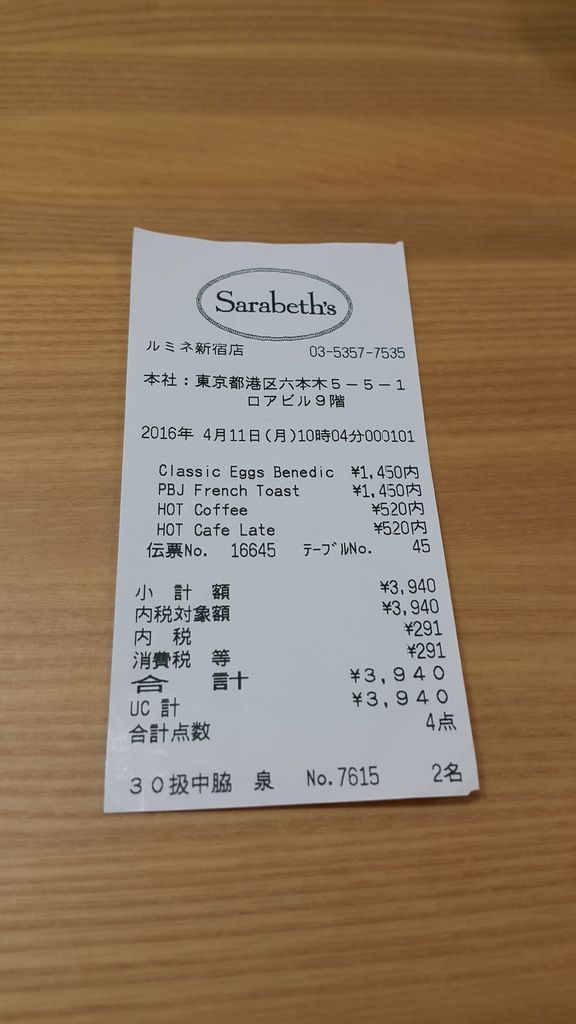 Sarabeth's
ルミネ新宿店 03-5357-7535
本社：東京都港区六本木５－５－１
ロアビル９階
2016年 4月11日(月)10時04分000101
Classic Eggs Benedic ¥1,450内
PBJ French Toast ¥1,450内
HOT Coffee ¥520内
HOT Cafe Late ¥520内
伝票No. 16645 ﾃｰﾌﾞﾙNo. 45
小 計 額 ¥3,940
内税対象額 ¥3,940
内 税 ¥291
消費税 等 ¥291
合 計 ¥３,９４０
UC 計 ¥３,９４０
合計点数 4点
３０扱中脇 泉 No.7615 2名